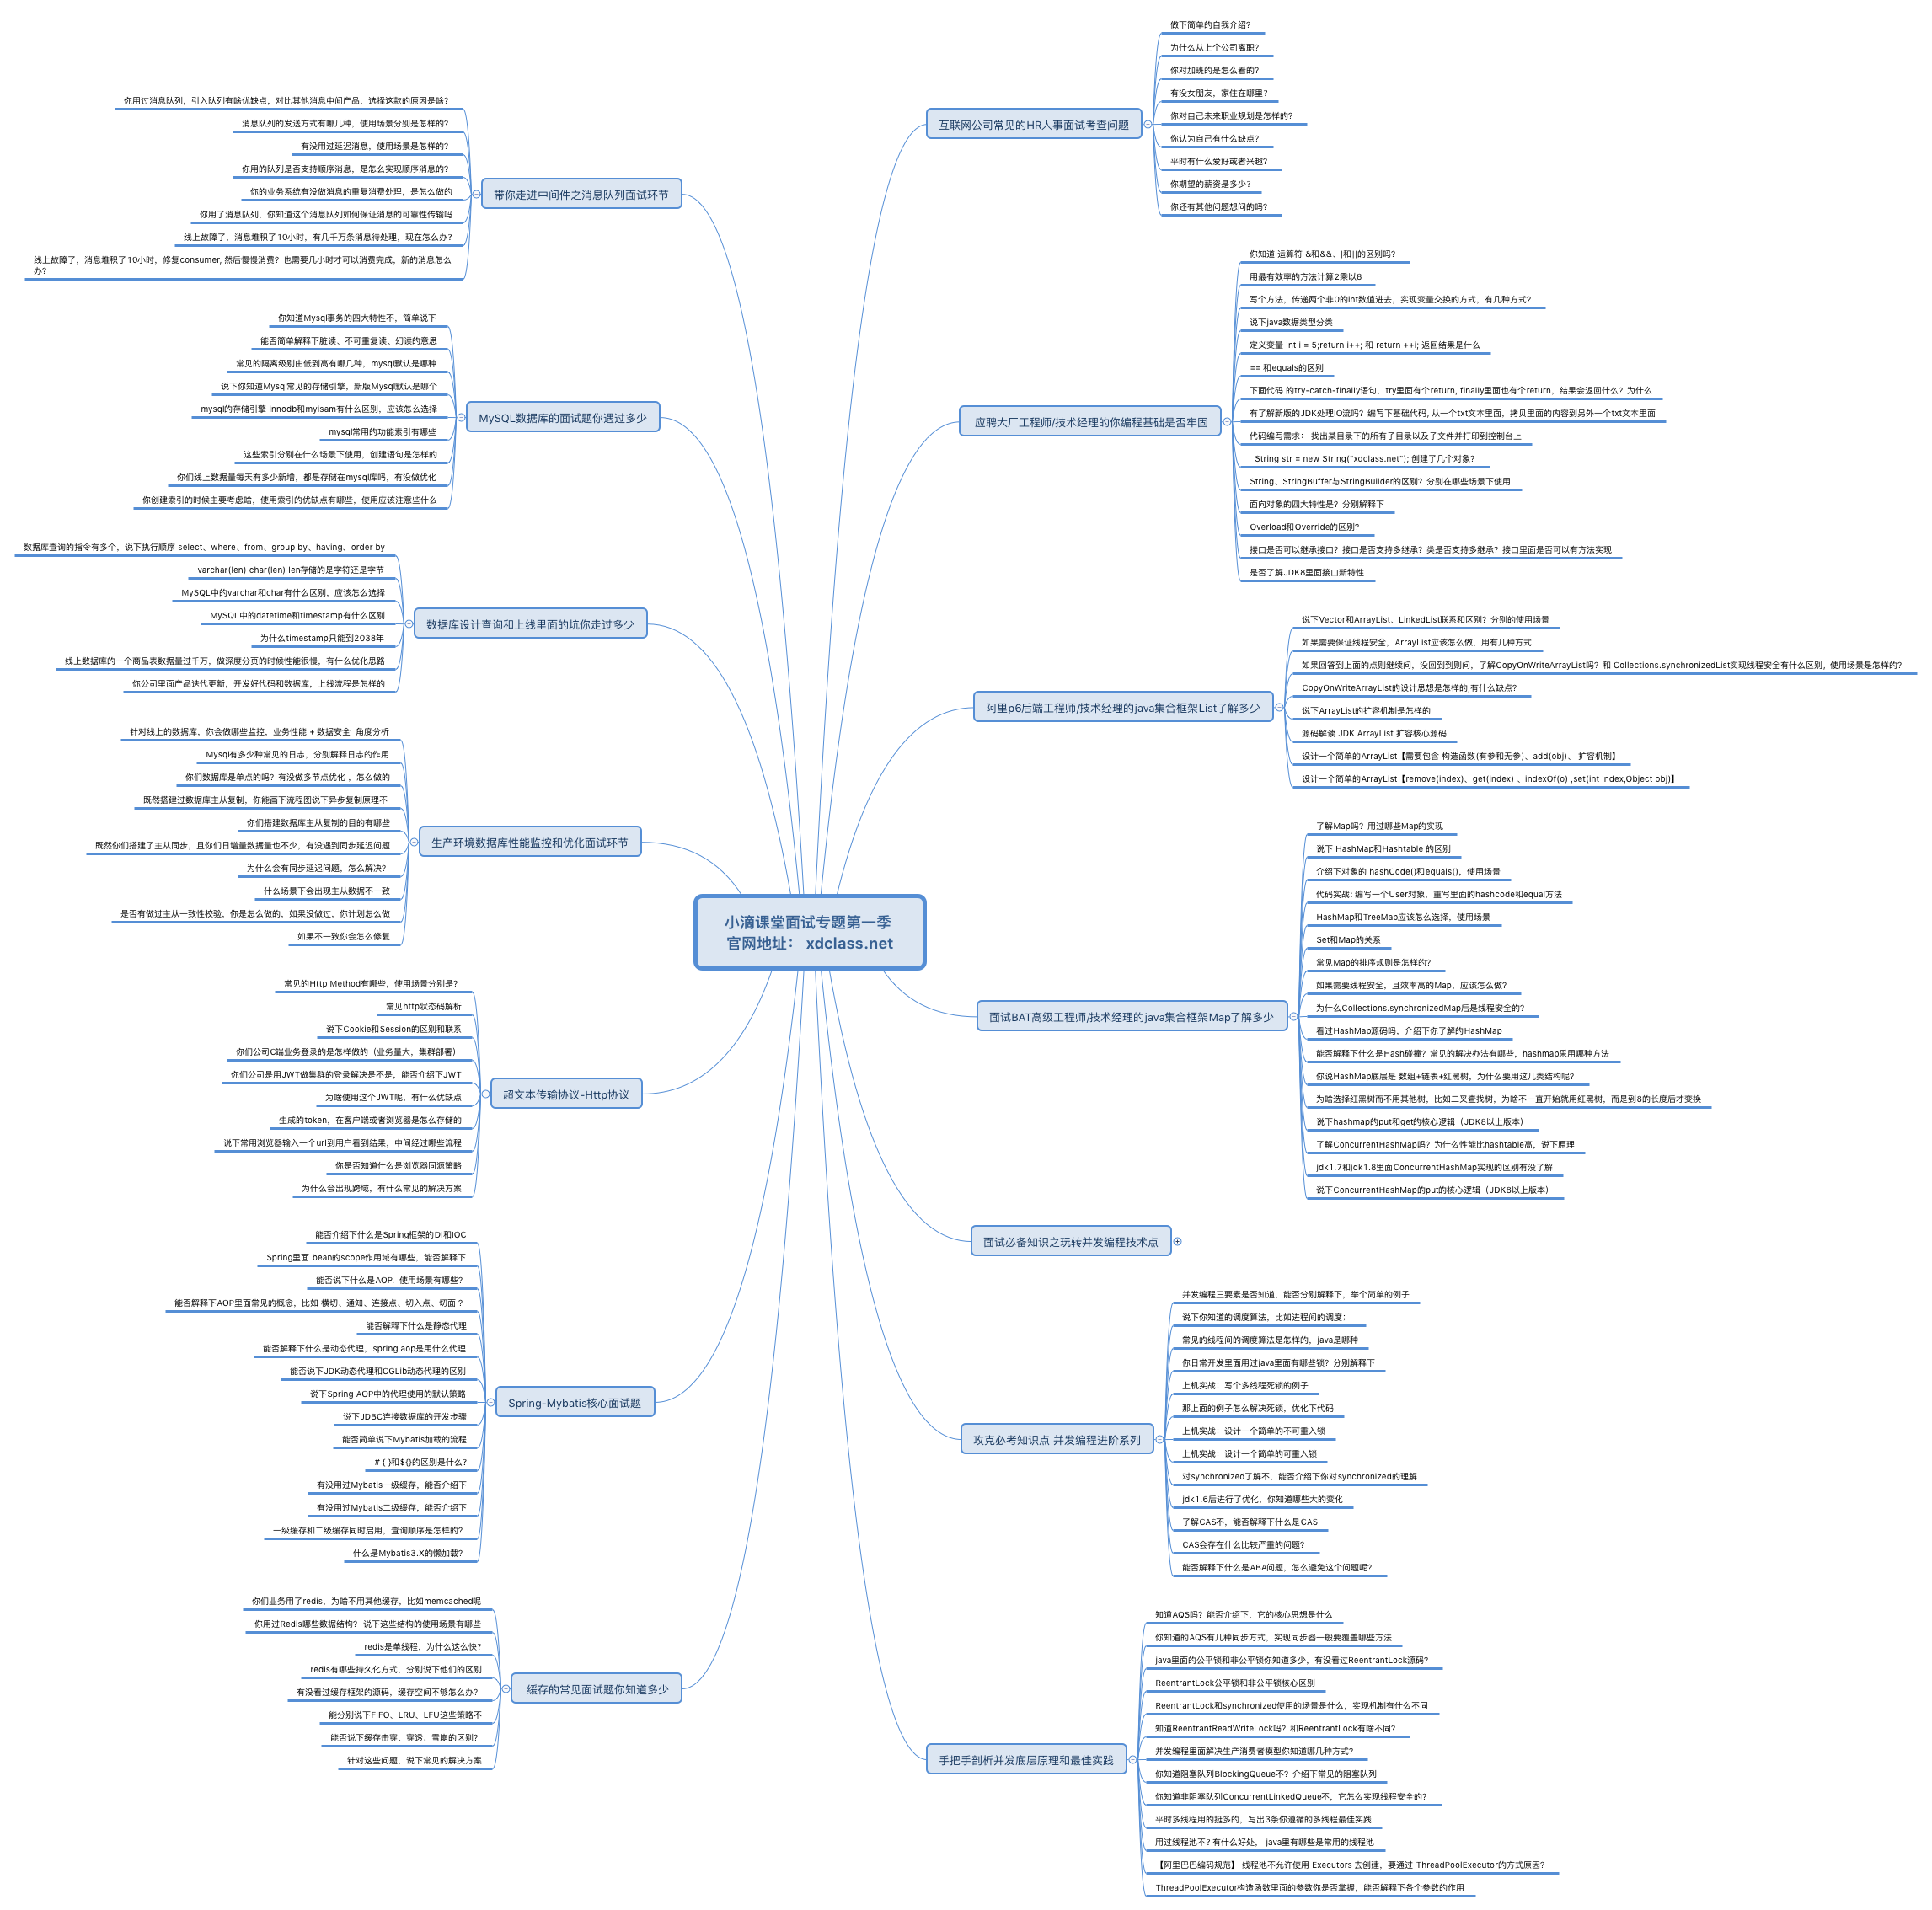 小滴课堂面试专题第一季
官网地址： xdclass.net
互联网公司常见的HR人事面试考查问题
做下简单的自我介绍?
为什么从上个公司离职?
你对加班的是怎么看的?
有没女朋友，家住在哪里？
你对自己未来职业规划是怎样的?
你认为自己有什么缺点?
平时有什么爱好或者兴趣?
你期望的薪资是多少？
你还有其他问题想问的吗?
应聘大厂工程师/技术经理的你编程基础是否牢固
你知道 运算符 &和&&、|和||的区别吗?
用最有效率的方法计算2乘以8
写个方法，传递两个非0的int数值进去，实现变量交换的方式，有几种方式?
说下java数据类型分类
定义变量 int i = 5;return i++; 和 return ++i; 返回结果是什么
== 和equals的区别
下面代码 的try-catch-finally语句，try里面有个return, finally里面也有个return，结果会返回什么？为什么
有了解新版的JDK处理IO流吗？编写下基础代码, 从一个txt文本里面，拷贝里面的内容到另外一个txt文本里面
代码编写需求： 找出某目录下的所有子目录以及子文件并打印到控制台上
String str = new String("xdclass.net"); 创建了几个对象?
String、StringBuffer与StringBuilder的区别？分别在哪些场景下使用
面向对象的四大特性是？分别解释下
Overload和Override的区别?
接口是否可以继承接口？接口是否支持多继承？类是否支持多继承？接口里面是否可以有方法实现
是否了解JDK8里面接口新特性
阿里p6后端工程师/技术经理的java集合框架List了解多少
说下Vector和ArrayList、LinkedList联系和区别？分别的使用场景
如果需要保证线程安全，ArrayList应该怎么做，用有几种方式
如果回答到上面的点则继续问，没回到到则问，了解CopyOnWriteArrayList吗？和 Collections.synchronizedList实现线程安全有什么区别, 使用场景是怎样的?
CopyOnWriteArrayList的设计思想是怎样的,有什么缺点?
说下ArrayList的扩容机制是怎样的
源码解读 JDK ArrayList 扩容核心源码
设计一个简单的ArrayList【需要包含 构造函数(有参和无参)、add(obj)、 扩容机制】
设计一个简单的ArrayList【remove(index)、get(index) 、indexOf(o) ,set(int index,Object obj)】
面试BAT高级工程师/技术经理的java集合框架Map了解多少
了解Map吗？用过哪些Map的实现
说下 HashMap和Hashtable 的区别
介绍下对象的 hashCode()和equals()，使用场景
代码实战: 编写一个User对象，重写里面的hashcode和equal方法
HashMap和TreeMap应该怎么选择，使用场景
Set和Map的关系
常见Map的排序规则是怎样的?
如果需要线程安全，且效率高的Map，应该怎么做?
为什么Collections.synchronizedMap后是线程安全的?
看过HashMap源码吗，介绍下你了解的HashMap
能否解释下什么是Hash碰撞？常见的解决办法有哪些，hashmap采用哪种方法
你说HashMap底层是 数组+链表+红黑树，为什么要用这几类结构呢?
为啥选择红黑树而不用其他树，比如二叉查找树，为啥不一直开始就用红黑树，而是到8的长度后才变换
说下hashmap的put和get的核心逻辑（JDK8以上版本）
了解ConcurrentHashMap吗？为什么性能比hashtable高，说下原理
jdk1.7和jdk1.8里面ConcurrentHashMap实现的区别有没了解
说下ConcurrentHashMap的put的核心逻辑（JDK8以上版本）
面试必备知识之玩转并发编程技术点
攻克必考知识点 并发编程进阶系列
并发编程三要素是否知道，能否分别解释下，举个简单的例子
说下你知道的调度算法，比如进程间的调度;
常见的线程间的调度算法是怎样的，java是哪种
你日常开发里面用过java里面有哪些锁？分别解释下
上机实战：写个多线程死锁的例子
那上面的例子怎么解决死锁，优化下代码
上机实战：设计一个简单的不可重入锁
上机实战：设计一个简单的可重入锁
对synchronized了解不，能否介绍下你对synchronized的理解
jdk1.6后进行了优化，你知道哪些大的变化
了解CAS不，能否解释下什么是CAS
CAS会存在什么比较严重的问题?
能否解释下什么是ABA问题，怎么避免这个问题呢?
手把手剖析并发底层原理和最佳实践
知道AQS吗？能否介绍下，它的核心思想是什么
你知道的AQS有几种同步方式，实现同步器一般要覆盖哪些方法
java里面的公平锁和非公平锁你知道多少，有没看过ReentrantLock源码?
ReentrantLock公平锁和非公平锁核心区别
ReentrantLock和synchronized使用的场景是什么，实现机制有什么不同
知道ReentrantReadWriteLock吗？和ReentrantLock有啥不同?
并发编程里面解决生产消费者模型你知道哪几种方式?
你知道阻塞队列BlockingQueue不？介绍下常见的阻塞队列
你知道非阻塞队列ConcurrentLinkedQueue不，它怎么实现线程安全的?
平时多线程用的挺多的，写出3条你遵循的多线程最佳实践
用过线程池不? 有什么好处， java里有哪些是常用的线程池
【阿里巴巴编码规范】 线程池不允许使用 Executors 去创建，要通过 ThreadPoolExecutor的方式原因?
ThreadPoolExecutor构造函数里面的参数你是否掌握，能否解释下各个参数的作用
带你走进中间件之消息队列面试环节
你用过消息队列，引入队列有啥优缺点，对比其他消息中间产品，选择这款的原因是啥?
消息队列的发送方式有哪几种，使用场景分别是怎样的?
有没用过延迟消息，使用场景是怎样的?
你用的队列是否支持顺序消息，是怎么实现顺序消息的?
你的业务系统有没做消息的重复消费处理，是怎么做的
你用了消息队列，你知道这个消息队列如何保证消息的可靠性传输吗
线上故障了，消息堆积了10小时，有几千万条消息待处理，现在怎么办?
线上故障了，消息堆积了10小时，修复consumer, 然后慢慢消费？也需要几小时才可以消费完成，新的消息怎么
办?
MySQL数据库的面试题你遇过多少
你知道Mysql事务的四大特性不，简单说下
能否简单解释下脏读、不可重复读、幻读的意思
常见的隔离级别由低到高有哪几种，mysql默认是哪种
说下你知道Mysql常见的存储引擎，新版Mysql默认是哪个
mysql的存储引擎 innodb和myisam有什么区别，应该怎么选择
mysql常用的功能索引有哪些
这些索引分别在什么场景下使用，创建语句是怎样的
你们线上数据量每天有多少新增，都是存储在mysql库吗，有没做优化
你创建索引的时候主要考虑啥，使用索引的优缺点有哪些，使用应该注意些什么
数据库设计查询和上线里面的坑你走过多少
数据库查询的指令有多个，说下执行顺序 select、where、from、group by、having、order by
varchar(len) char(len) len存储的是字符还是字节
MySQL中的varchar和char有什么区别，应该怎么选择
MySQL中的datetime和timestamp有什么区别
为什么timestamp只能到2038年
线上数据库的一个商品表数据量过千万，做深度分页的时候性能很慢，有什么优化思路
你公司里面产品迭代更新，开发好代码和数据库，上线流程是怎样的
生产环境数据库性能监控和优化面试环节
针对线上的数据库，你会做哪些监控，业务性能 + 数据安全 角度分析
Mysql有多少种常见的日志，分别解释日志的作用
你们数据库是单点的吗？有没做多节点优化 ，怎么做的
既然搭建过数据库主从复制，你能画下流程图说下异步复制原理不
你们搭建数据库主从复制的目的有哪些
既然你们搭建了主从同步，且你们日增量数据量也不少，有没遇到同步延迟问题
为什么会有同步延迟问题，怎么解决?
什么场景下会出现主从数据不一致
是否有做过主从一致性校验，你是怎么做的，如果没做过，你计划怎么做
如果不一致你会怎么修复
超文本传输协议-Http协议
常见的Http Method有哪些，使用场景分别是?
常见http状态码解析
说下Cookie和Session的区别和联系
你们公司C端业务登录的是怎样做的（业务量大，集群部署）
你们公司是用JWT做集群的登录解决是不是，能否介绍下JWT
为啥使用这个JWT呢，有什么优缺点
生成的token，在客户端或者浏览器是怎么存储的
说下常用浏览器输入一个url到用户看到结果，中间经过哪些流程
你是否知道什么是浏览器同源策略
为什么会出现跨域，有什么常见的解决方案
Spring-Mybatis核心面试题
能否介绍下什么是Spring框架的DI和IOC
Spring里面 bean的scope作用域有哪些，能否解释下
能否说下什么是AOP, 使用场景有哪些?
能否解释下AOP里面常见的概念，比如 横切、通知、连接点、切入点、切面 ?
能否解释下什么是静态代理
能否解释下什么是动态代理，spring aop是用什么代理
能否说下JDK动态代理和CGLib动态代理的区别
说下Spring AOP中的代理使用的默认策略
说下JDBC连接数据库的开发步骤
能否简单说下Mybatis加载的流程
# { }和${}的区别是什么?
有没用过Mybatis一级缓存，能否介绍下
有没用过Mybatis二级缓存，能否介绍下
一级缓存和二级缓存同时启用，查询顺序是怎样的?
什么是Mybatis3.X的懒加载?
缓存的常见面试题你知道多少
你们业务用了redis，为啥不用其他缓存，比如memcached呢
你用过Redis哪些数据结构？ 说下这些结构的使用场景有哪些
redis是单线程，为什么这么快?
redis有哪些持久化方式，分别说下他们的区别
有没看过缓存框架的源码，缓存空间不够怎么办?
能分别说下FIFO、LRU、LFU这些策略不
能否说下缓存击穿、穿透、雪崩的区别?
针对这些问题，说下常见的解决方案